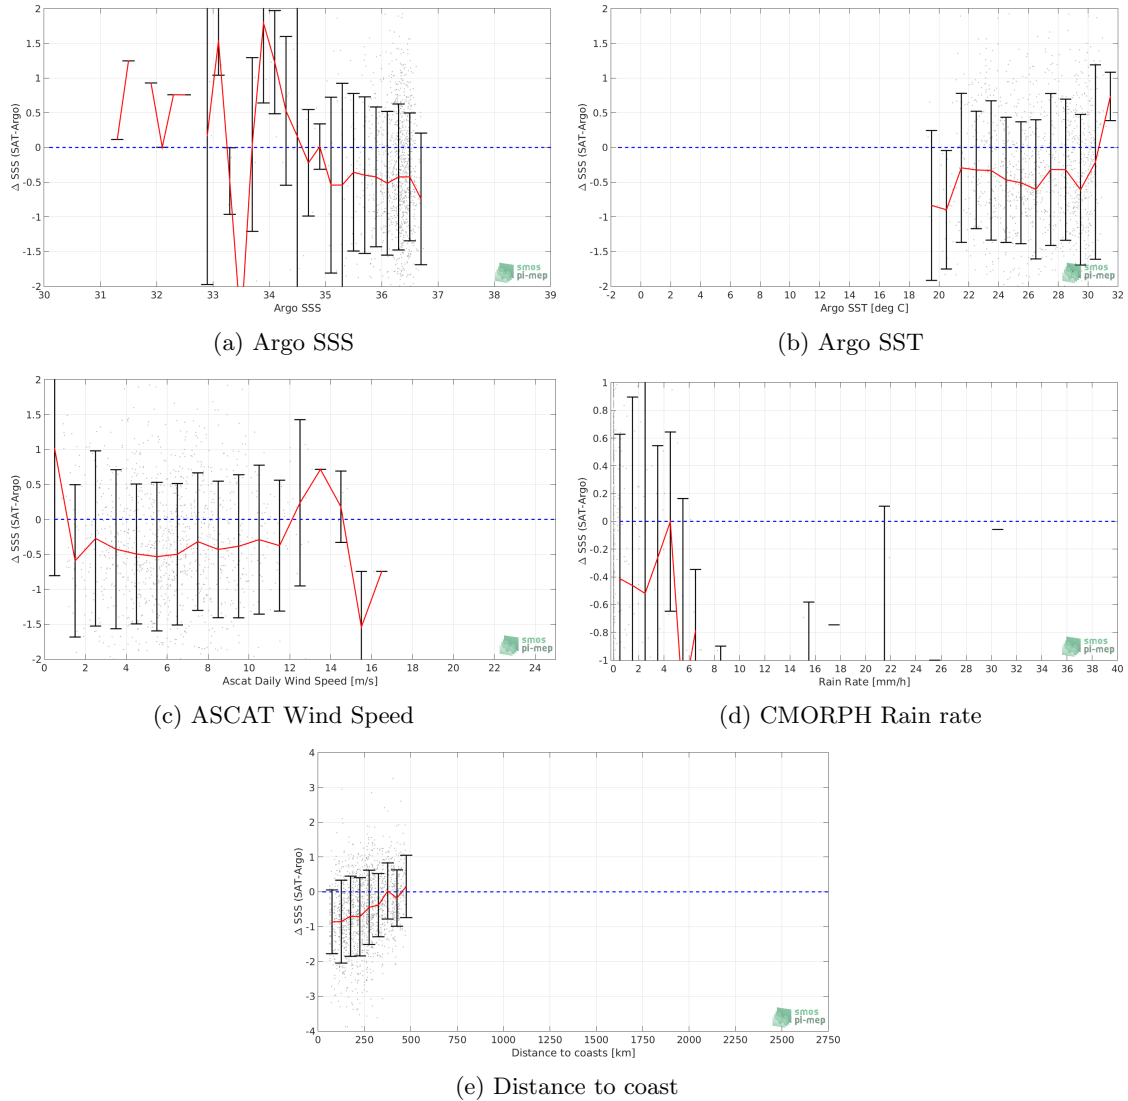 2
1.5
1
0.5
0
-0.5
-1
-1.5
-2
Δ SSS (SAT-Argo)
30 31 32 33 34 35 36 37 38 39
Argo SSS
smos
pi-mep
(a) Argo SSS
2
1.5
1
0.5
0
-0.5
-1
-1.5
-2
Δ SSS (SAT-Argo)
-2 0 2 4 6 8 10 12 14 16 18 20 22 24 26 28 30 32
Argo SST [deg C]
smos
pi-mep
(b) Argo SST
2
1.5
1
0.5
0
-0.5
-1
-1.5
-2
Δ SSS (SAT-Argo)
0 2 4 6 8 10 12 14 16 18 20 22 24
Ascat Daily Wind Speed [m/s]
smos
pi-mep
(c) ASCAT Wind Speed
1
0.8
0.6
0.4
0.2
0
-0.2
-0.4
-0.6
-0.8
-1
Δ SSS (SAT-Argo)
0 2 4 6 8 10 12 14 16 18 20 22 24 26 28 30 32 34 36 38 40
Rain Rate [mm/h]
smos
pi-mep
(d) CMORPH Rain rate
4
3
2
1
0
-1
-2
-3
-4
Δ SSS (SAT-Argo)
0 250 500 750 1000 1250 1500 1750 2000 2250 2500 2750
Distance to coasts [km]
smos
pi-mep
(e) Distance to coast